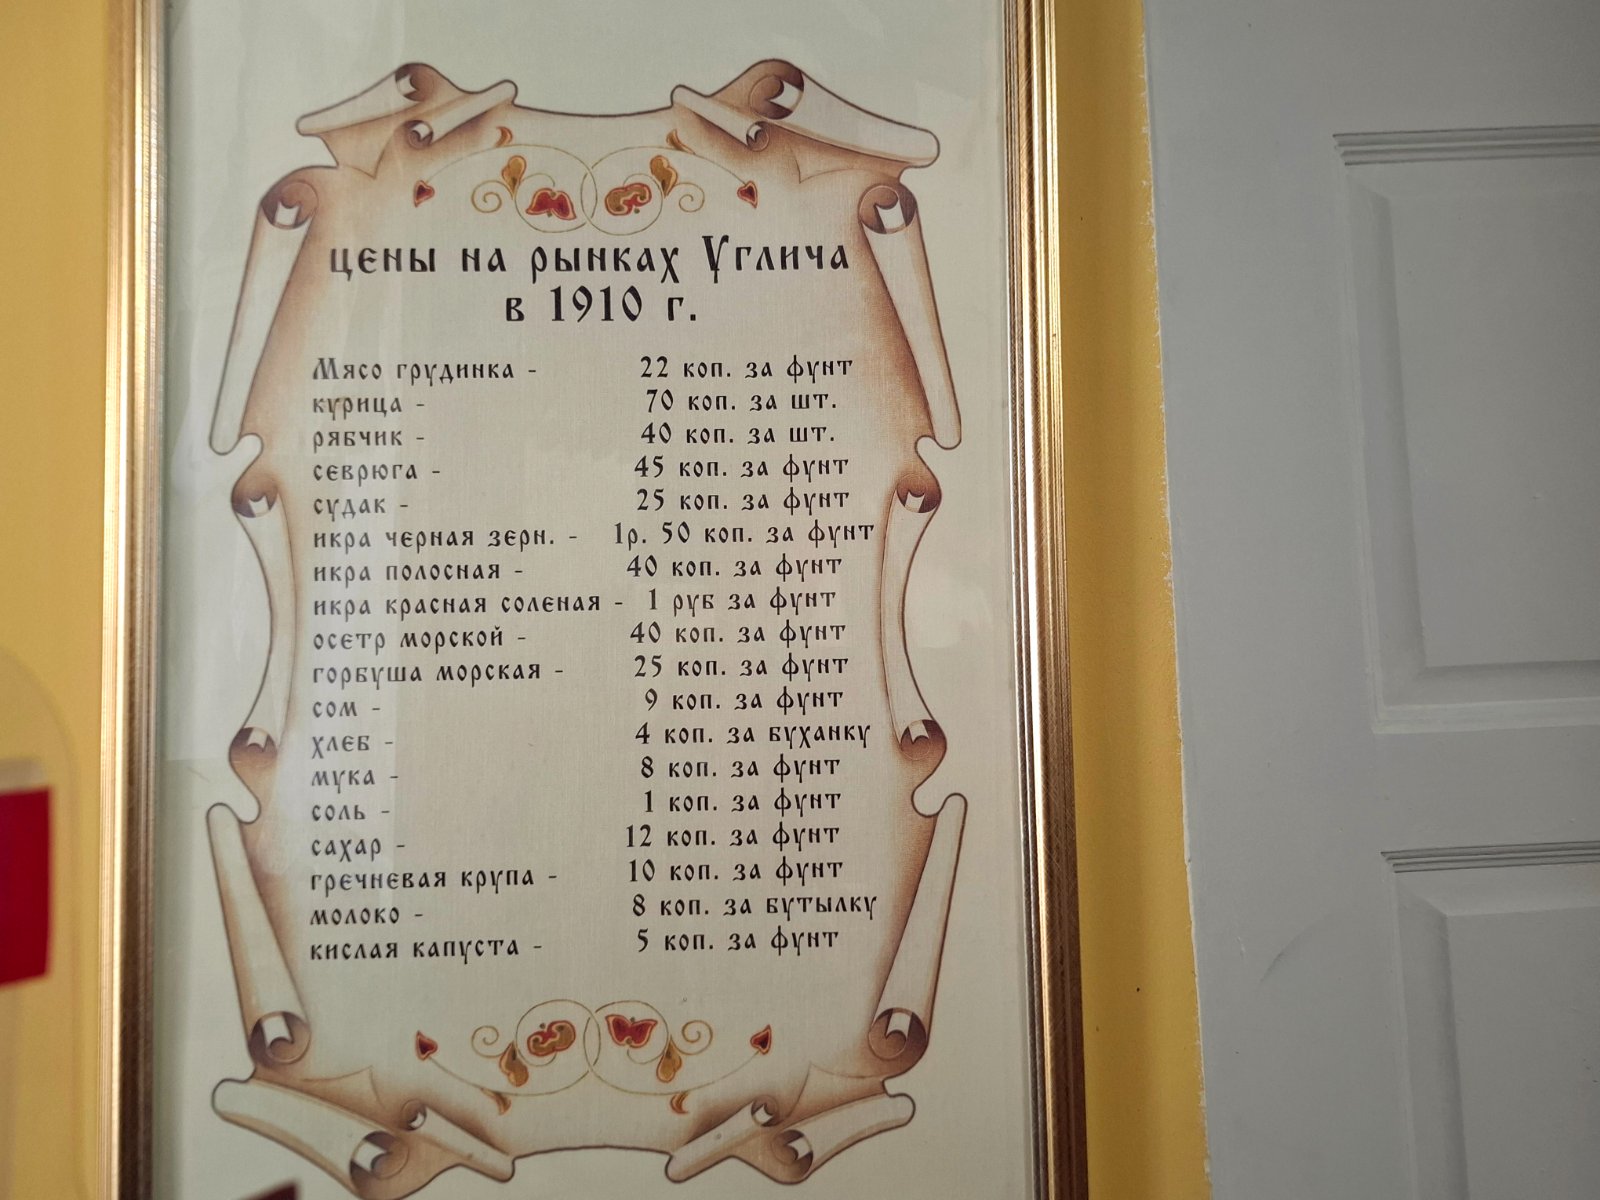 цены на рынках Углича
в 1910 г.
Мясо грудинка - 22 коп. за фунт
курица - 70 коп. за шт.
рябчик - 40 коп. за шт.
севрюга - 45 коп. за фунт
судак - 25 коп. за фунт
икра черная зерн. - 1р. 50 коп. за фунт
икра полосная - 40 коп. за фунт
икра красная соленая - 1 руб за фунт
осетр морской - 40 коп. за фунт
горбуша морская - 25 коп. за фунт
сом - 9 коп. за фунт
хлеб - 4 коп. за буханку
мука - 8 коп. за фунт
соль - 1 коп. за фунт
сахар - 12 коп. за фунт
гречневая крупа - 10 коп. за фунт
молоко - 8 коп. за бутылку
кислая капуста - 5 коп. за фунт